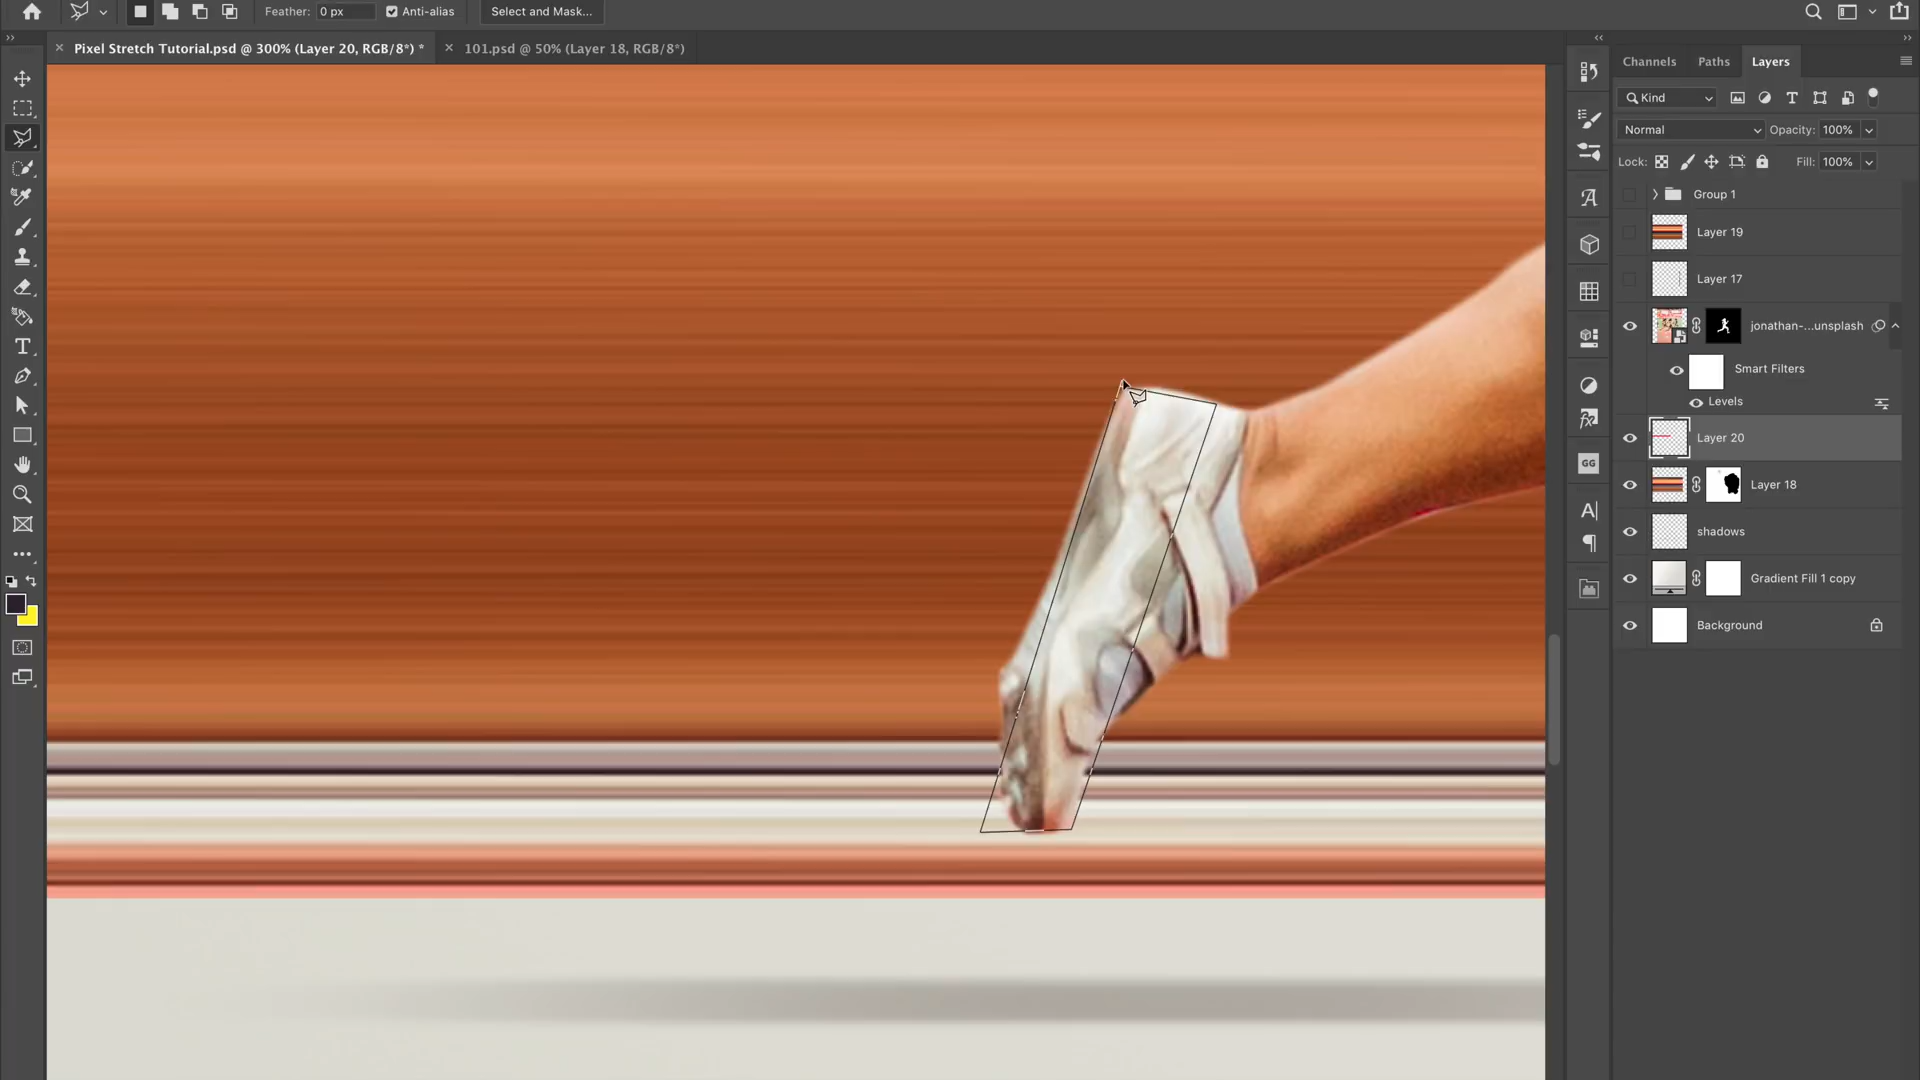 Feather: 0 px Anti-alias Select and Mask...
Pixel Stretch Tutorial.psd @ 300% (Layer 20, RGB/8*) * 101.psd @ 50% (Layer 18, RGB/8*)
Channels Paths Layers
Kind
Normal Opacity: 100%
Lock: Fill: 100%
Group 1
Layer 19
Layer 17
jonathan-...unsplash
Smart Filters
Levels
Layer 20
Layer 18
shadows
Gradient Fill 1 copy
Background
GG